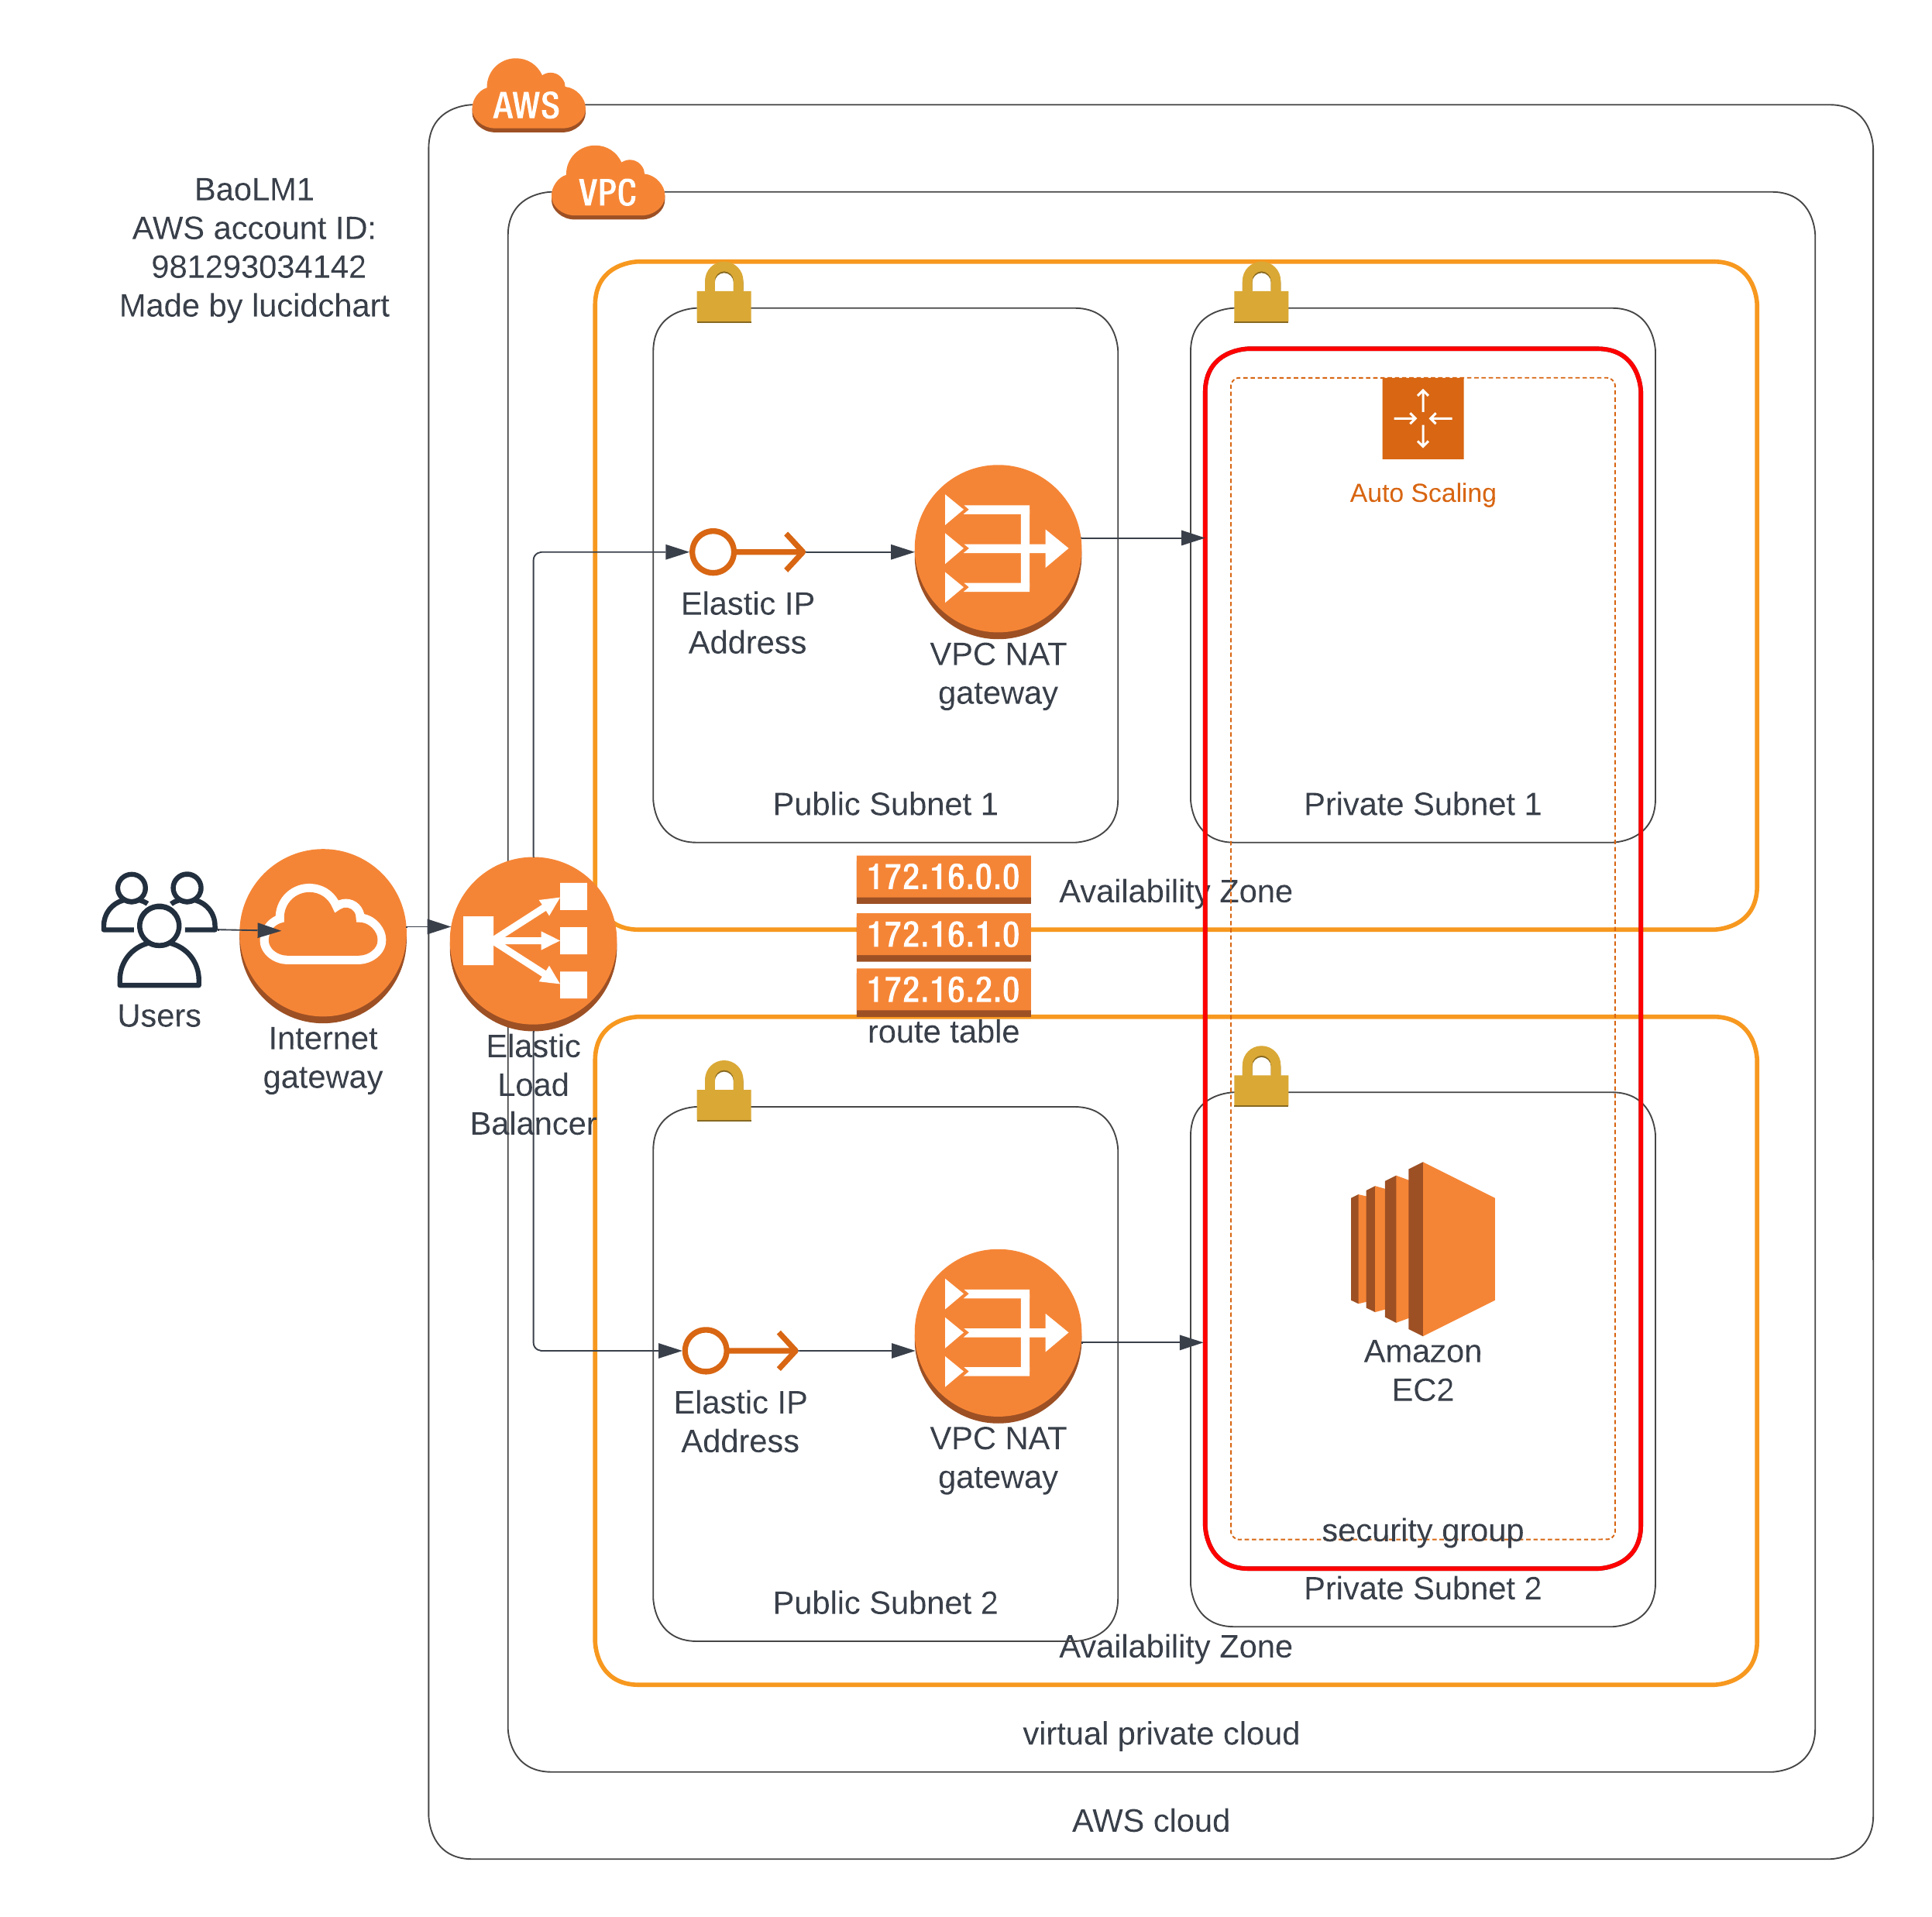 AWS
VPC
BaoLM1
AWS account ID:
981293034142
Made by lucidchart
Auto Scaling
Elastic IP
Address
VPC NAT
gateway
Public Subnet 1
Private Subnet 1
172.16.0.0
172.16.1.0
172.16.2.0
route table
Availability Zone
Users
Internet
gateway
Elastic
Load
Balancer
Amazon
EC2
Elastic IP
Address
VPC NAT
gateway
security group
Public Subnet 2
Private Subnet 2
Availability Zone
virtual private cloud
AWS cloud